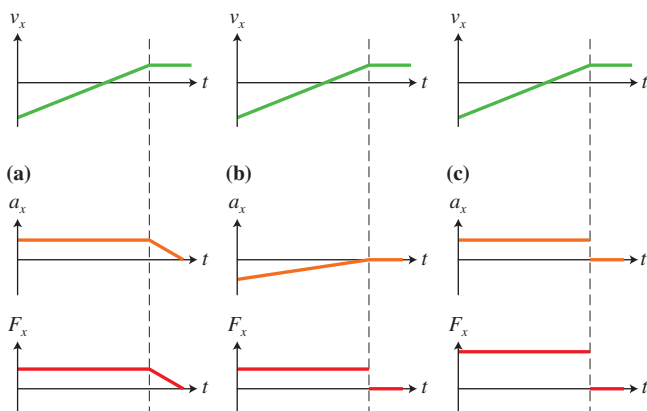 v_x v_x v_x
t t t
(a) (b) (c)
a_x a_x a_x
t t t
F_x F_x F_x
t t t